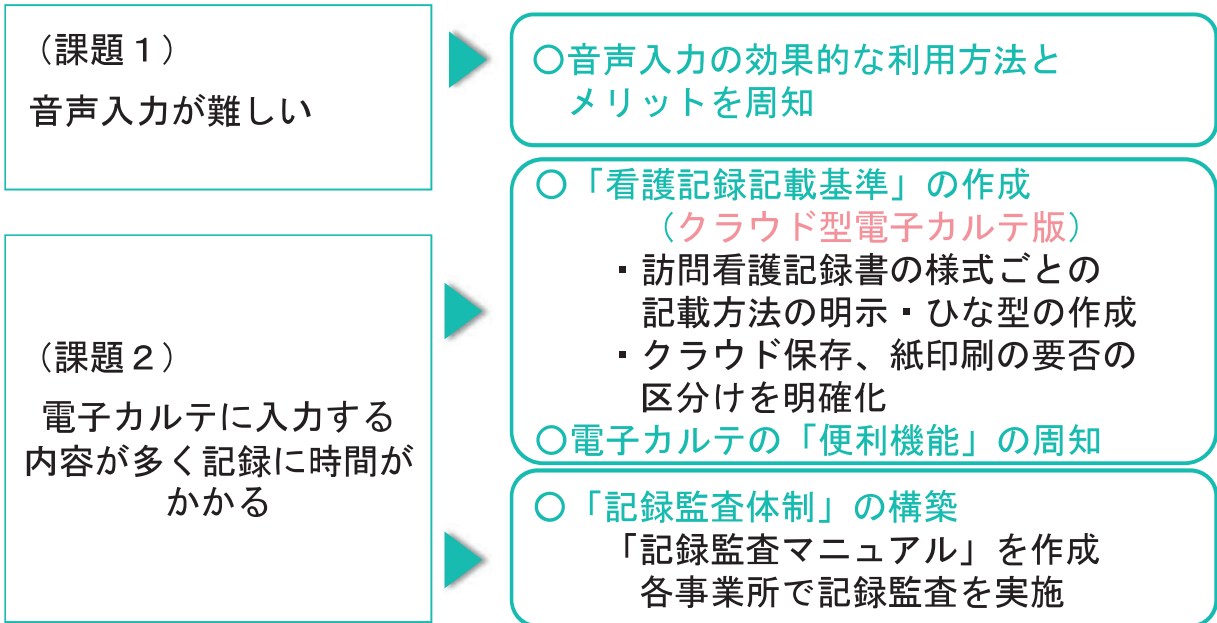 (課題1)
音声入力が難しい
○音声入力の効果的な利用方法と
メリットを周知
(課題2)
電子カルテに入力する
内容が多く記録に時間が
かかる
○「看護記録記載基準」の作成
(クラウド型電子カルテ版)
・訪問看護記録書の様式ごとの
記載方法の明示・ひな型の作成
・クラウド保存、紙印刷の要否の
区分けを明確化
○電子カルテの「便利機能」の周知
○「記録監査体制」の構築
「記録監査マニュアル」を作成
各事業所で記録監査を実施